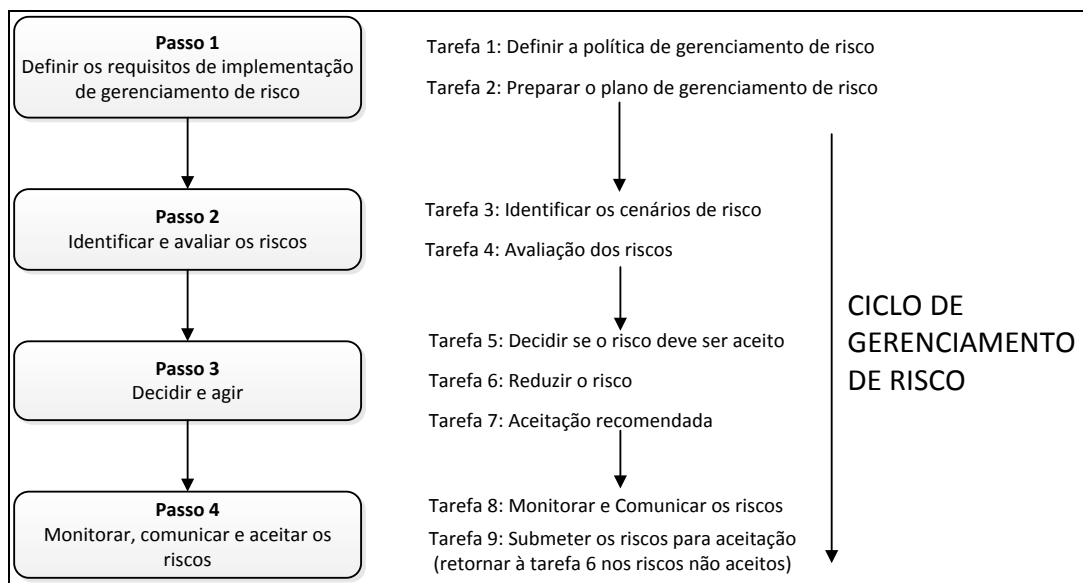 Passo 1
Definir os requisitos de implementação
de gerenciamento de risco
Tarefa 1: Definir a política de gerenciamento de risco
Tarefa 2: Preparar o plano de gerenciamento de risco
Passo 2
Identificar e avaliar os riscos
Tarefa 3: Identificar os cenários de risco
Tarefa 4: Avaliação dos riscos
Passo 3
Decidir e agir
Tarefa 5: Decidir se o risco deve ser aceito
Tarefa 6: Reduzir o risco
Tarefa 7: Aceitação recomendada
Passo 4
Monitorar, comunicar e aceitar os
riscos
Tarefa 8: Monitorar e Comunicar os riscos
Tarefa 9: Submeter os riscos para aceitação
(retornar à tarefa 6 nos riscos não aceitos)
CICLO DE
GERENCIAMENTO
DE RISCO